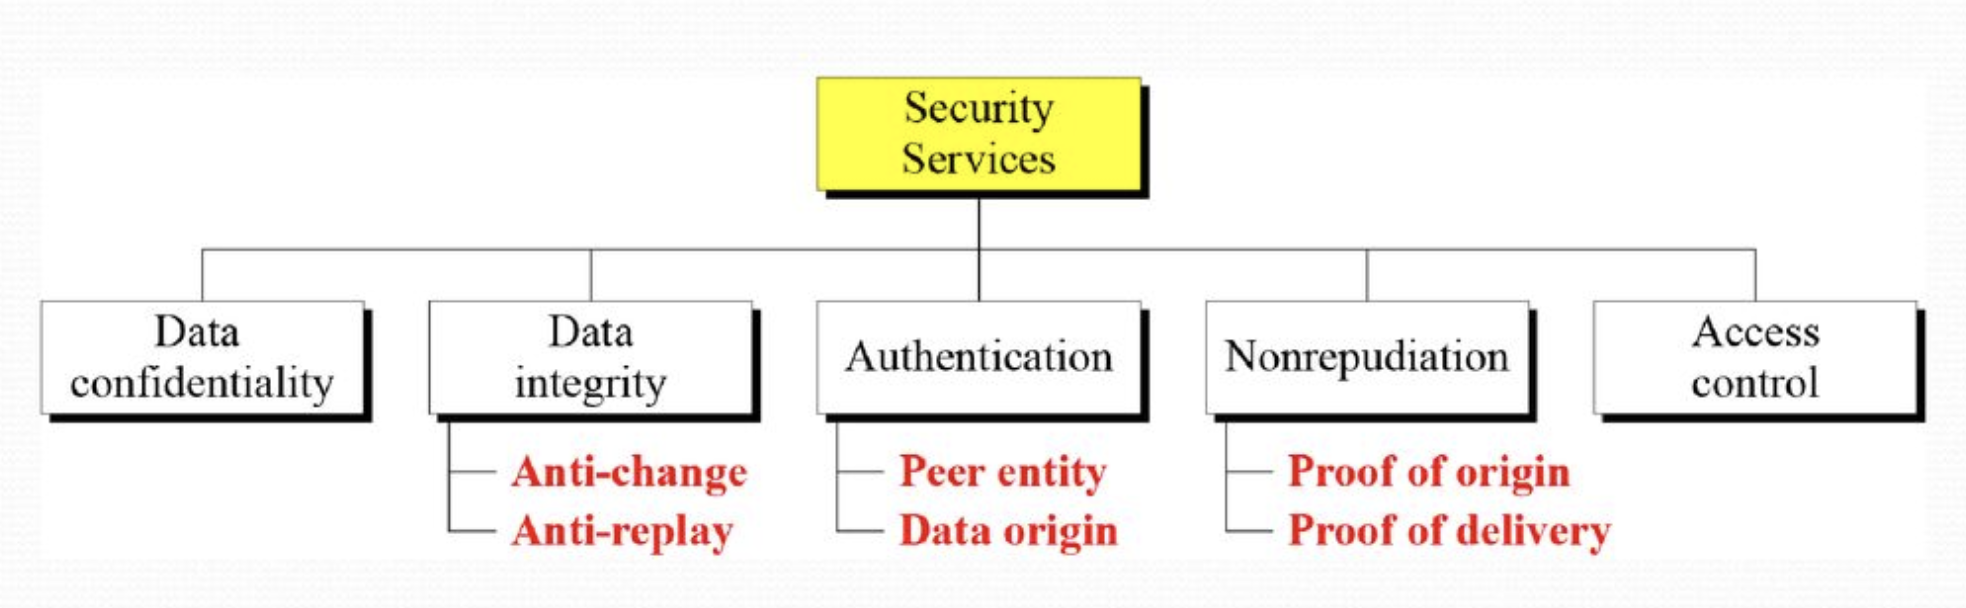 Security
Services
Data
confidentiality
Data
integrity
Authentication
Nonrepudiation
Access
control
Anti-change
Anti-replay
Peer entity
Data origin
Proof of origin
Proof of delivery